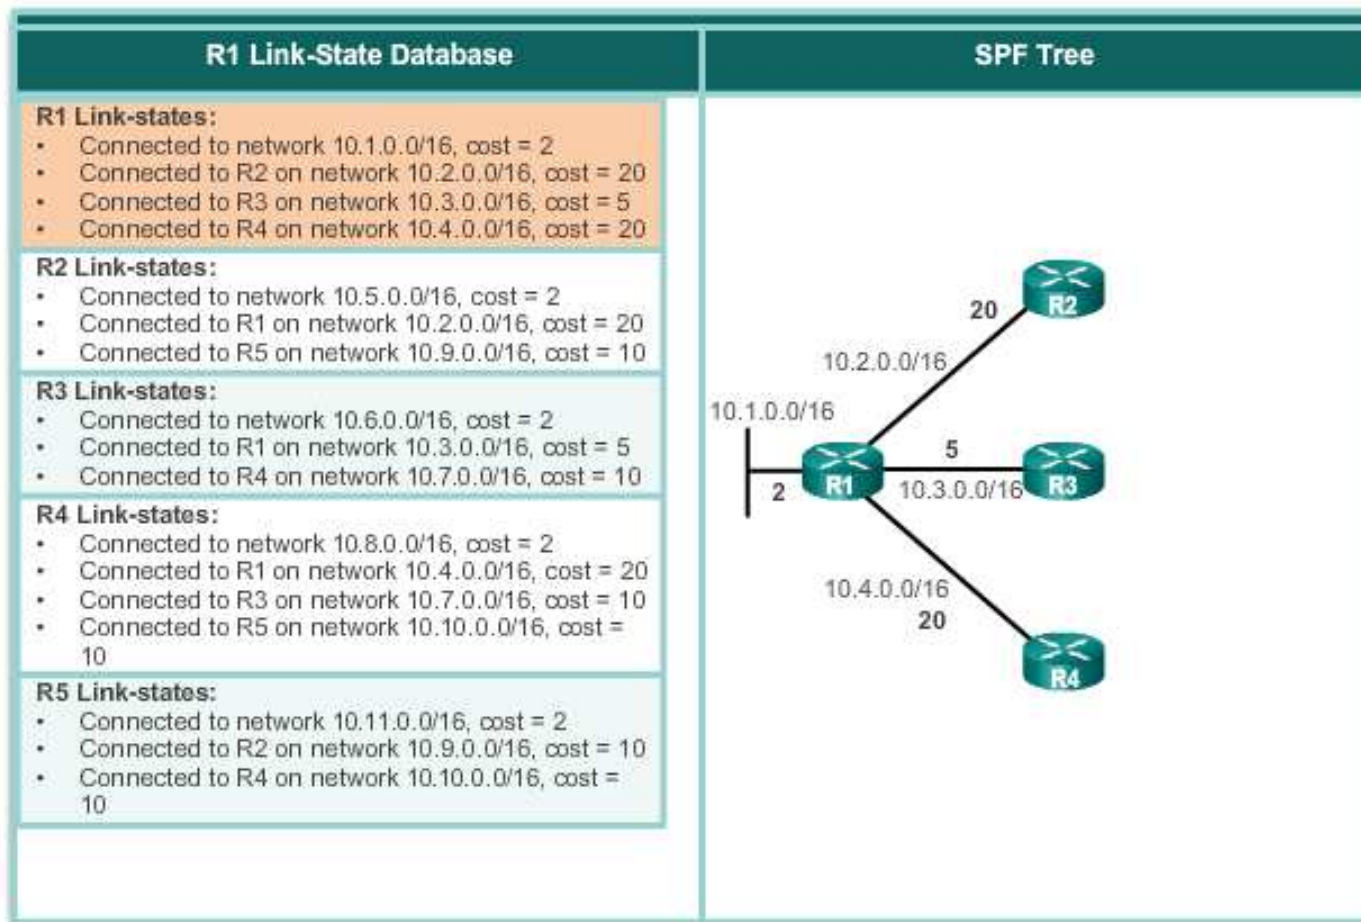 R1 Link-State Database
SPF Tree
R1 Link-states:
• Connected to network 10.1.0.0/16, cost = 2
• Connected to R2 on network 10.2.0.0/16, cost = 20
• Connected to R3 on network 10.3.0.0/16, cost = 5
• Connected to R4 on network 10.4.0.0/16, cost = 20
R2 Link-states:
• Connected to network 10.5.0.0/16, cost = 2
• Connected to R1 on network 10.2.0.0/16, cost = 20
• Connected to R5 on network 10.9.0.0/16, cost = 10
R3 Link-states:
• Connected to network 10.6.0.0/16, cost = 2
• Connected to R1 on network 10.3.0.0/16, cost = 5
• Connected to R4 on network 10.7.0.0/16, cost = 10
R4 Link-states:
• Connected to network 10.8.0.0/16, cost = 2
• Connected to R1 on network 10.4.0.0/16, cost = 20
• Connected to R3 on network 10.7.0.0/16, cost = 10
• Connected to R5 on network 10.10.0.0/16, cost =
10
R5 Link-states:
• Connected to network 10.11.0.0/16, cost = 2
• Connected to R2 on network 10.9.0.0/16, cost = 10
• Connected to R4 on network 10.10.0.0/16, cost =
10
R2
20
10.2.0.0/16
10.1.0.0/16
5
2
R1
10.3.0.0/16
R3
10.4.0.0/16
20
R4